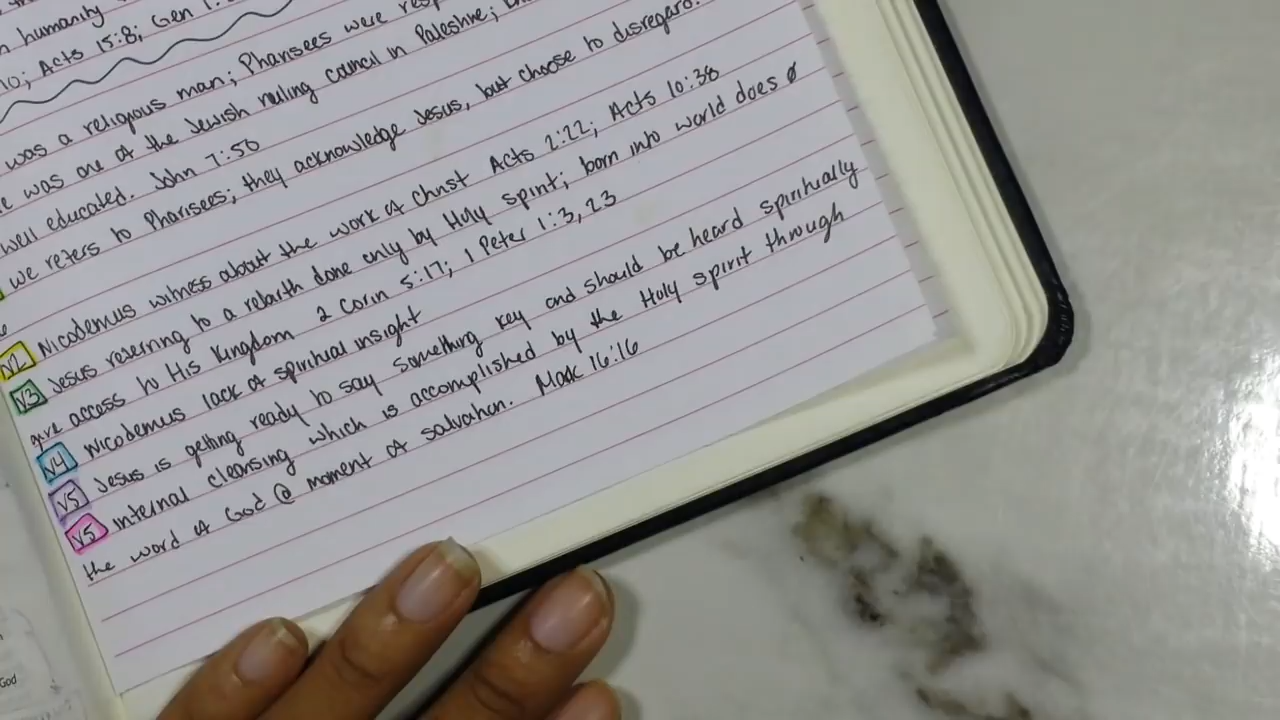 n humanity
10; Acts 15:8; Gen 1:
was a religious man; Pharisees were resp
e was one of the Jewish ruling council in Palestine;
well educated. John 7:50
we refers to Pharisees; they acknowledge Jesus, but choose to disregard.
V2 Nicodemus witness about the work of Christ Acts 2:22; Acts 10:38
V3 Jesus referring to a rebirth done only by Holy spirit; born into world does ∅
give access to His Kingdom 2 Corin 5:17; 1 Peter 1:3, 23
V4 Nicodemus lack of spiritual insight
V5 Jesus is getting ready to say something key and should be heard spiritually
V5 Internal cleansing which is accomplished by the Holy spirit through
the word of God @ moment of salvation. Mark 16:16
God